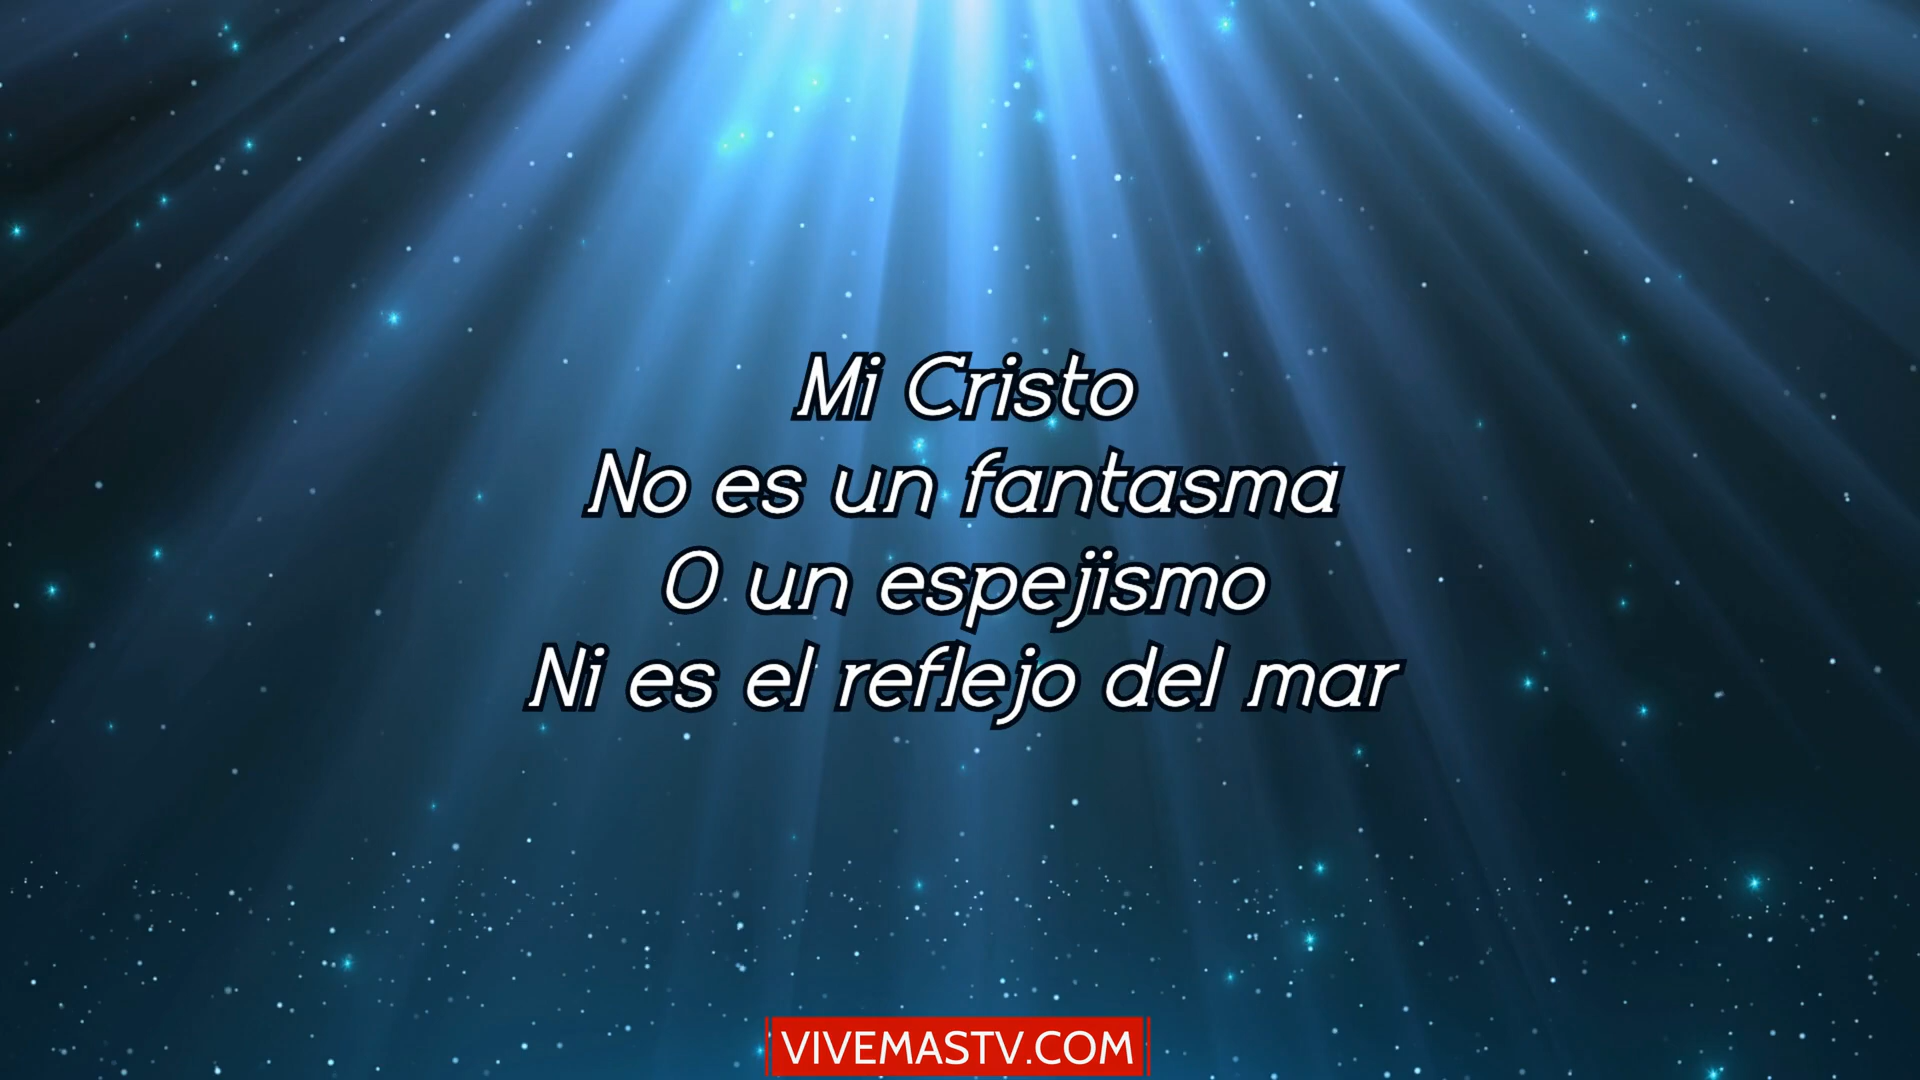 Mi Cristo
No es un fantasma
O un espejismo
Ni es el reflejo del mar
VIVEMASTV.COM